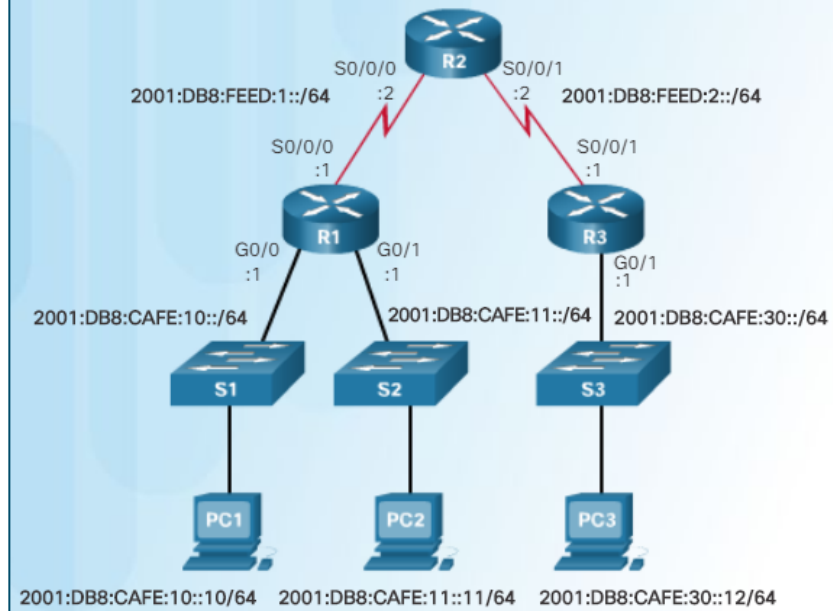 R2
S0/0/0 S0/0/1
:2 :2
2001:DB8:FEED:1::/64 2001:DB8:FEED:2::/64
S0/0/0 S0/0/1
:1 :1
R1 R3
G0/0 G0/1 G0/1
:1 :1 :1
2001:DB8:CAFE:10::/64 2001:DB8:CAFE:11::/64 2001:DB8:CAFE:30::/64
S1 S2 S3
PC1 PC2 PC3
2001:DB8:CAFE:10::10/64 2001:DB8:CAFE:11::11/64 2001:DB8:CAFE:30::12/64